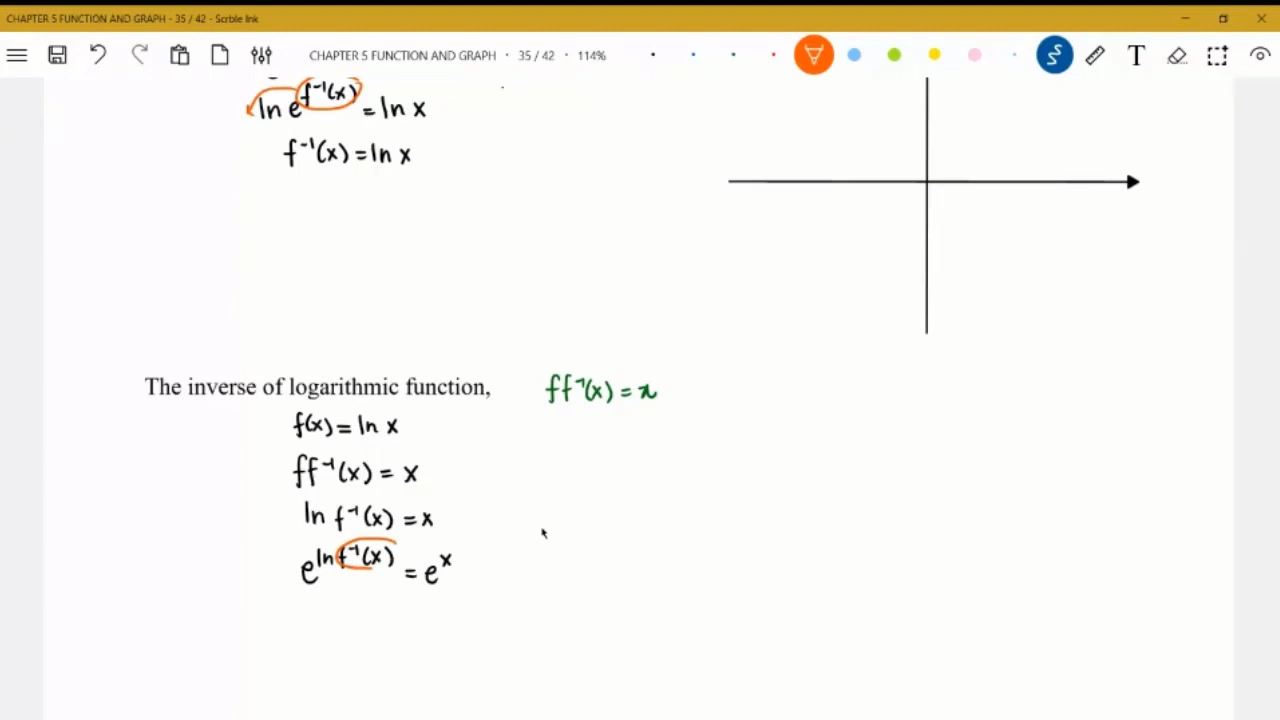 CHAPTER 5 FUNCTION AND GRAPH - 35 / 42 - Scrble Ink
CHAPTER 5 FUNCTION AND GRAPH · 35 / 42 · 114%
T
ln e^{f⁻¹(x)} = ln x
f⁻¹(x) = ln x
The inverse of logarithmic function, ff⁻¹(x) = x
f(x) = ln x
ff⁻¹(x) = x
ln f⁻¹(x) = x
e^{ln f⁻¹(x)} = e^x